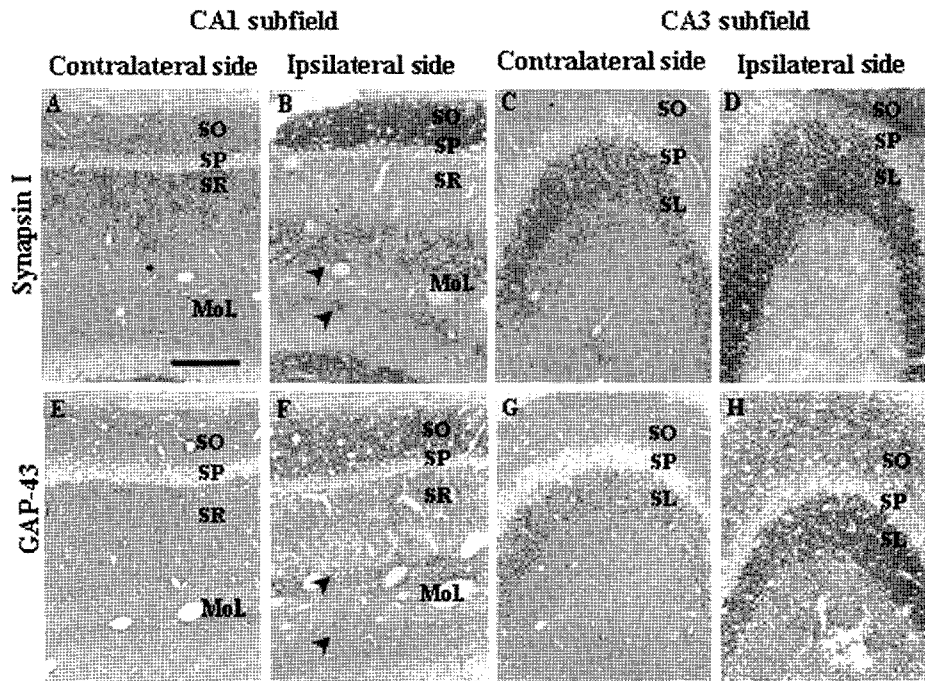 CA1 subfield CA3 subfield
Contralateral side Ipsilateral side Contralateral side Ipsilateral side
Synapsin I
A SO SP SR MoL
B SO SP SR MoL
C SO SP SL
D SO SP SL
GAP-43
E SO SP SR MoL
F SO SP SR MoL
G SO SP SL
H SO SP SL